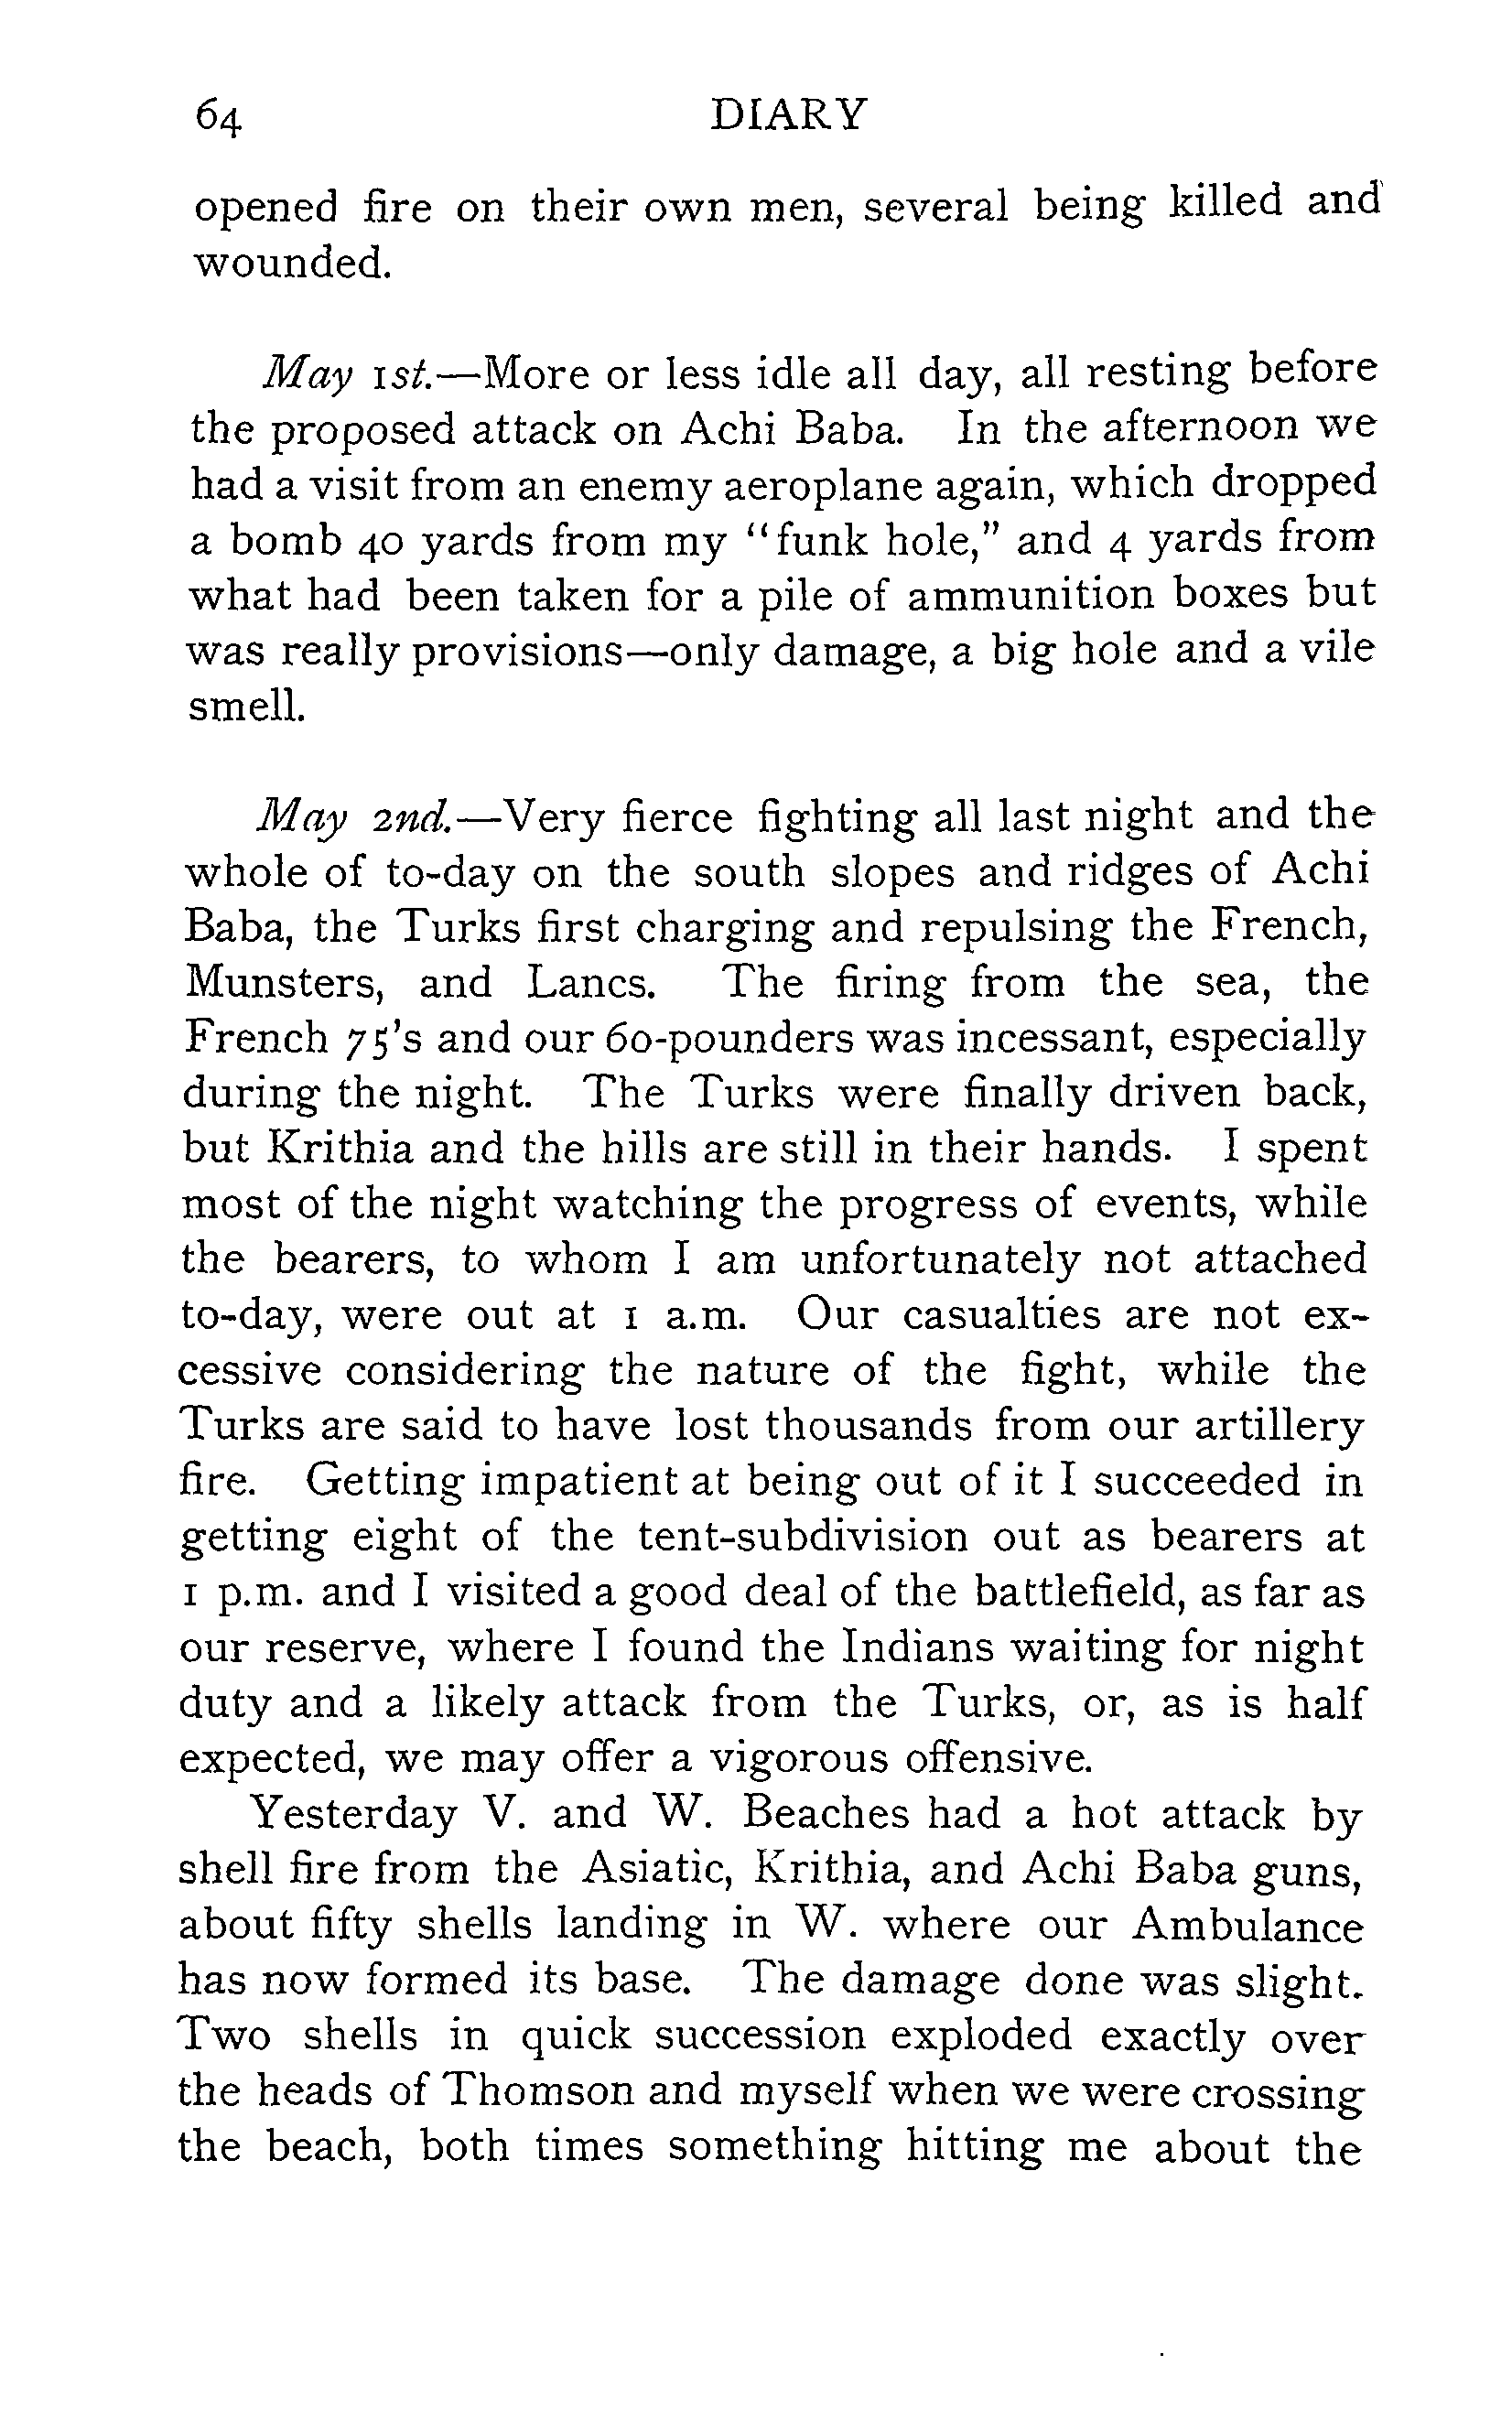 64 DIARY
opened fire on their own men, several being killed and
wounded.
May 1st.—More or less idle all day, all resting before
the proposed attack on Achi Baba. In the afternoon we
had a visit from an enemy aeroplane again, which dropped
a bomb 40 yards from my "funk hole," and 4 yards from
what had been taken for a pile of ammunition boxes but
was really provisions—only damage, a big hole and a vile
smell.
May 2nd.—Very fierce fighting all last night and the
whole of to-day on the south slopes and ridges of Achi
Baba, the Turks first charging and repulsing the French,
Munsters, and Lancs. The firing from the sea, the
French 75's and our 60-pounders was incessant, especially
during the night. The Turks were finally driven back,
but Krithia and the hills are still in their hands. I spent
most of the night watching the progress of events, while
the bearers, to whom I am unfortunately not attached
to-day, were out at 1 a.m. Our casualties are not ex-
cessive considering the nature of the fight, while the
Turks are said to have lost thousands from our artillery
fire. Getting impatient at being out of it I succeeded in
getting eight of the tent-subdivision out as bearers at
1 p.m. and I visited a good deal of the battlefield, as far as
our reserve, where I found the Indians waiting for night
duty and a likely attack from the Turks, or, as is half
expected, we may offer a vigorous offensive.
Yesterday V. and W. Beaches had a hot attack by
shell fire from the Asiatic, Krithia, and Achi Baba guns,
about fifty shells landing in W. where our Ambulance
has now formed its base. The damage done was slight.
Two shells in quick succession exploded exactly over
the heads of Thomson and myself when we were crossing
the beach, both times something hitting me about the